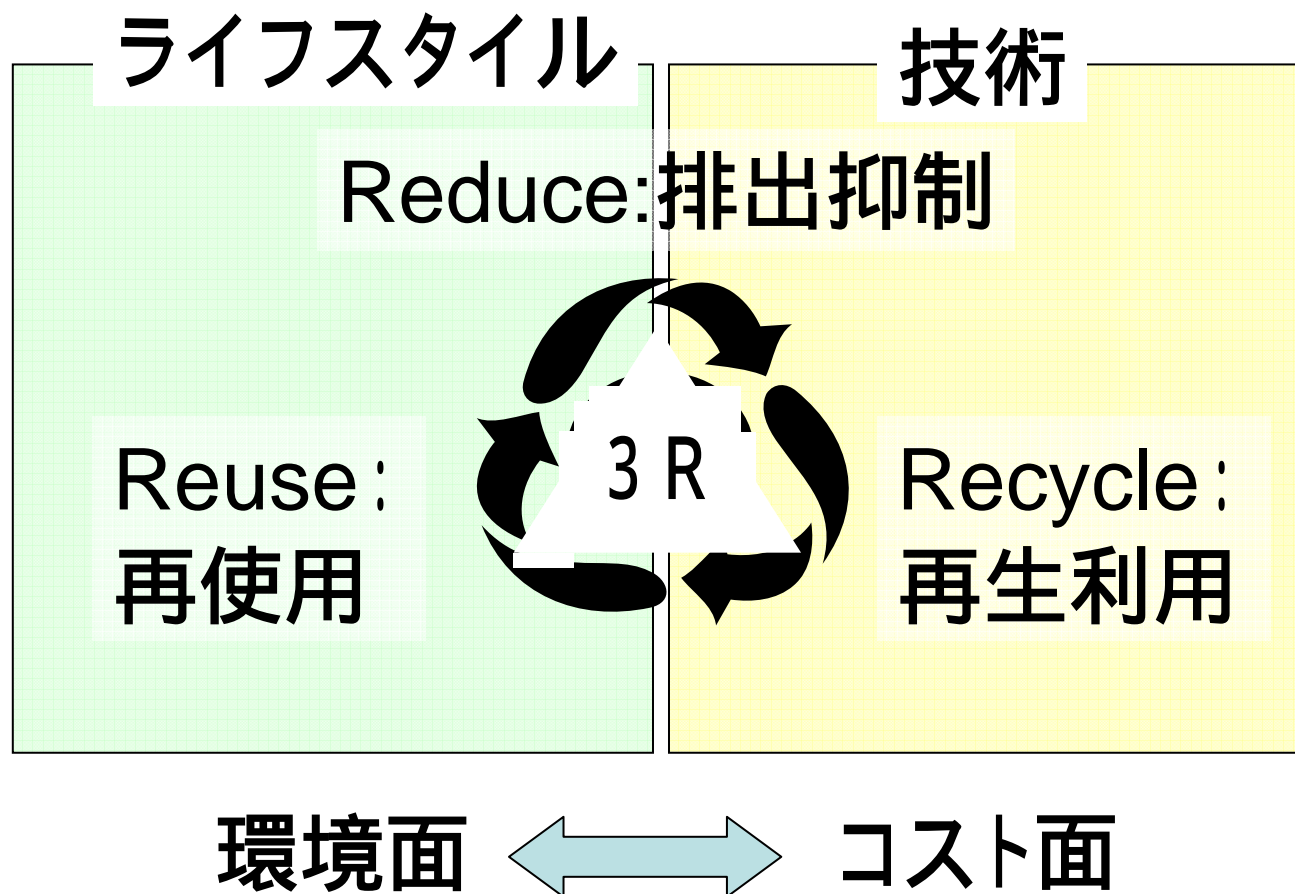 ライフスタイル
技術
Reduce:排出抑制
3R
Reuse:
再使用
Recycle:
再生利用
環境面
コスト面